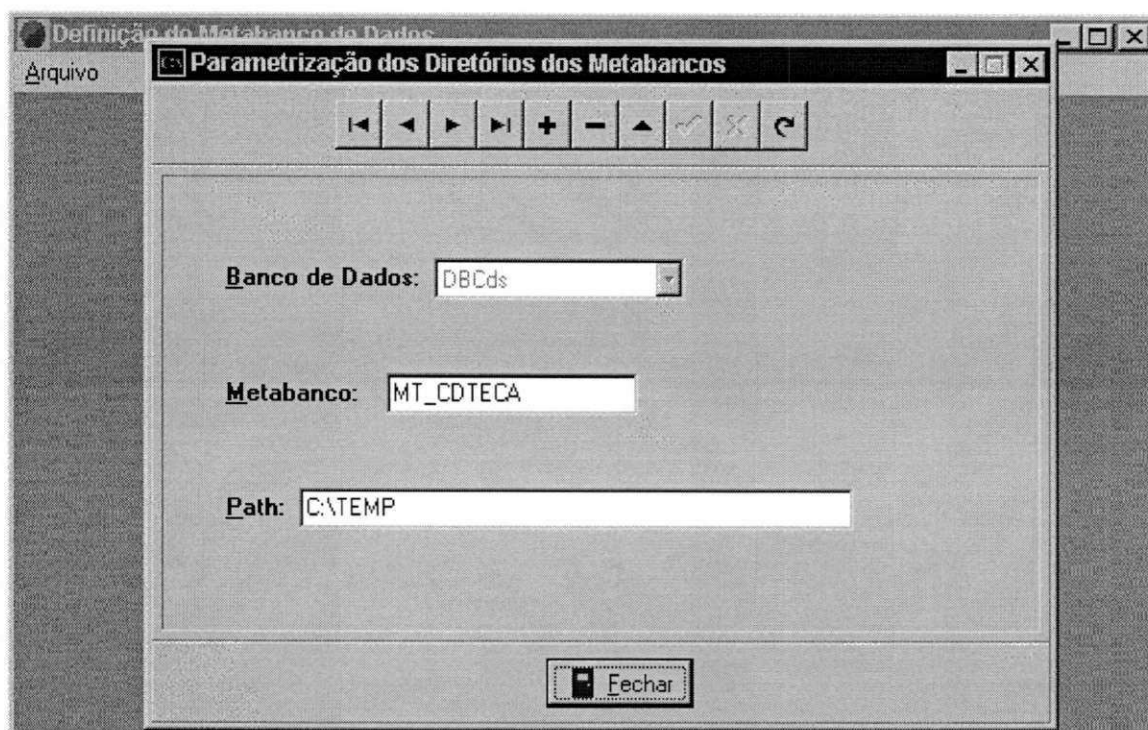 Definição do Metabanco de Dados
Arquivo
Parametrização dos Diretórios dos Metabancos
Banco de Dados: DBCds
Metabanco: MT_CDTECA
Path: C:\TEMP
Fechar